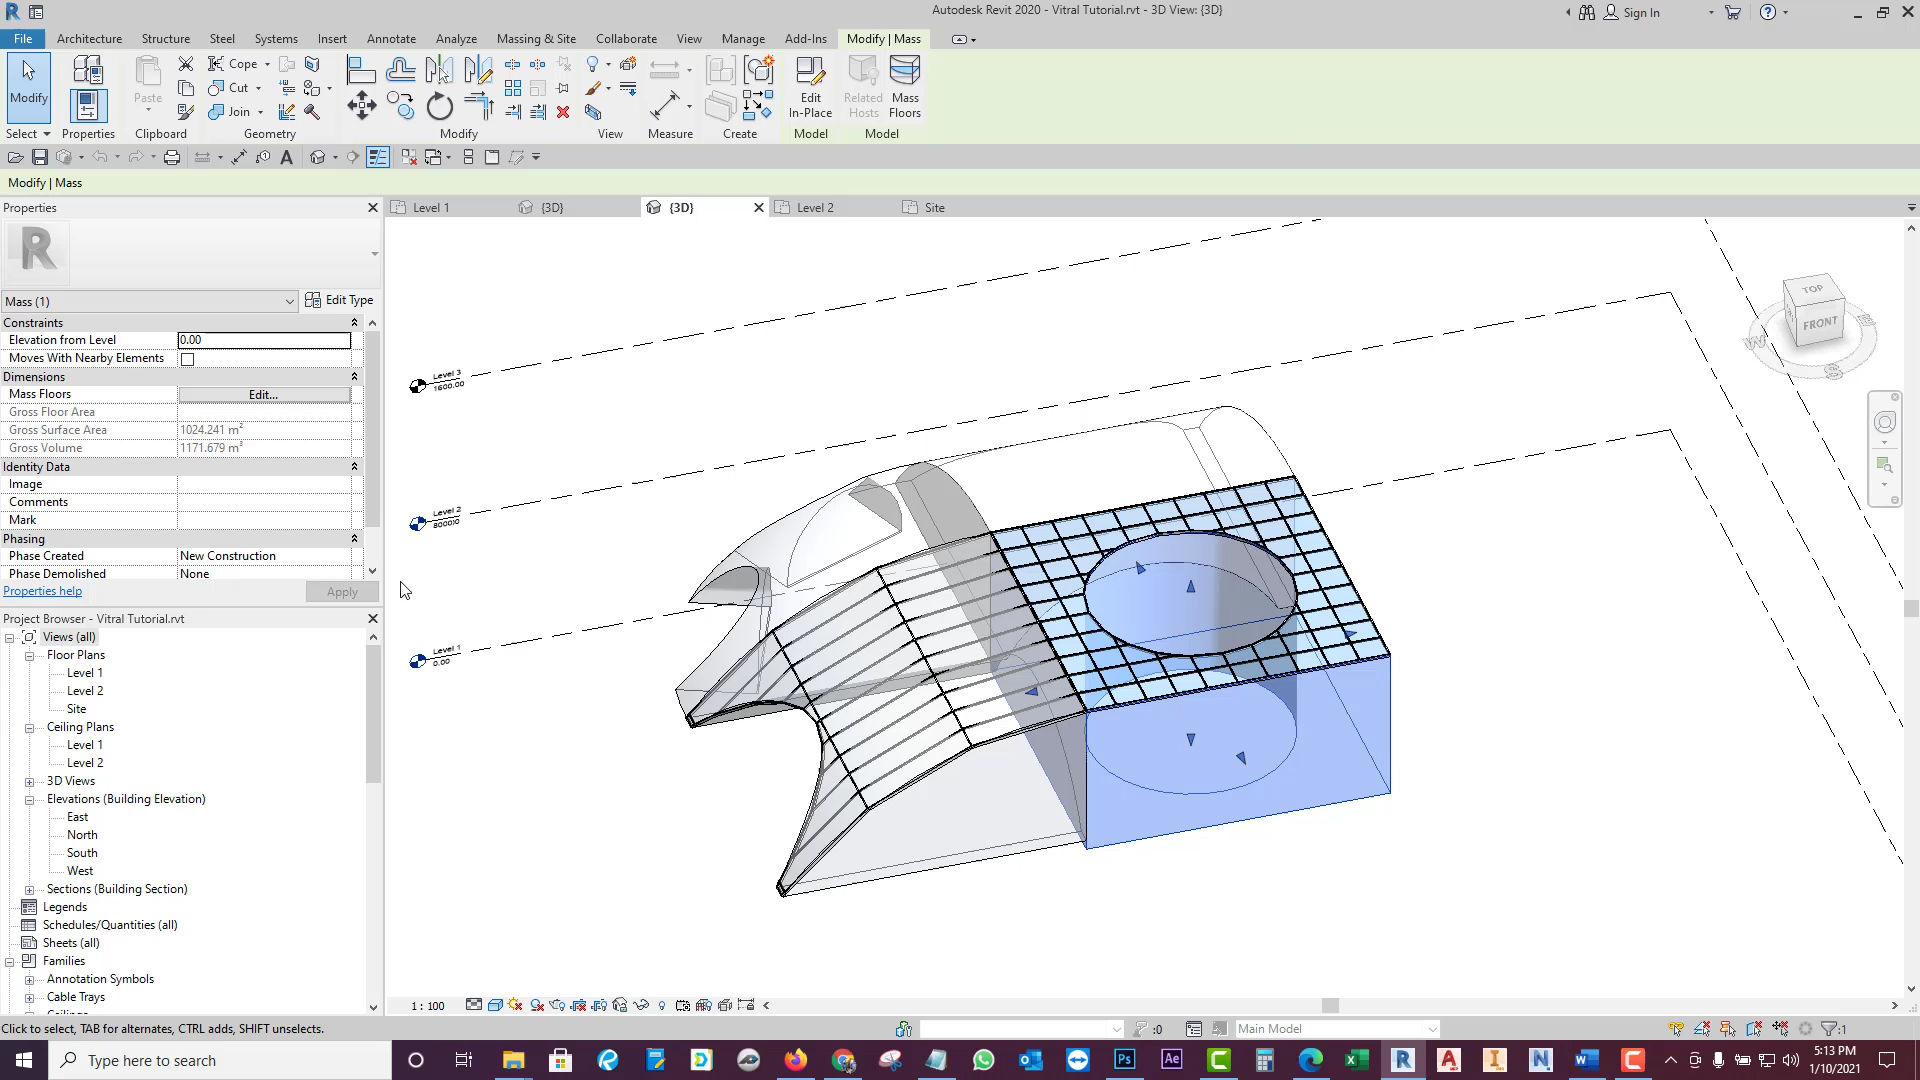 Autodesk Revit 2020 - Vitral Tutorial.rvt - 3D View: {3D}
Sign In
File
Architecture
Structure
Steel
Systems
Insert
Annotate
Analyze
Massing & Site
Collaborate
View
Manage
Add-Ins
Modify | Mass
Modify
Paste
Cope
Cut
Join
Edit
In-Place
Related
Hosts
Mass
Floors
Select
Properties
Clipboard
Geometry
Modify
View
Measure
Create
Model
Model
Modify | Mass
Properties
Level 1
{3D}
{3D}
Level 2
Site
Mass (1)
Edit Type
Constraints
Elevation from Level 0.00
Moves With Nearby Elements
Dimensions
Mass Floors Edit...
Gross Floor Area
Gross Surface Area 1024.241 m²
Gross Volume 1171.679 m³
Identity Data
Image
Comments
Mark
Phasing
Phase Created New Construction
Phase Demolished None
Properties help
Apply
Project Browser - Vitral Tutorial.rvt
Views (all)
Floor Plans
Level 1
Level 2
Site
Ceiling Plans
Level 1
Level 2
3D Views
Elevations (Building Elevation)
East
North
South
West
Sections (Building Section)
Legends
Schedules/Quantities (all)
Sheets (all)
Families
Annotation Symbols
Cable Trays
Level 3
1600.00
Level 2
Level 1
0.00
TOP
FRONT
W
S
E
1 : 100
Click to select, TAB for alternates, CTRL adds, SHIFT unselects.
:0
Main Model
:1
Type here to search
5:13 PM
1/10/2021